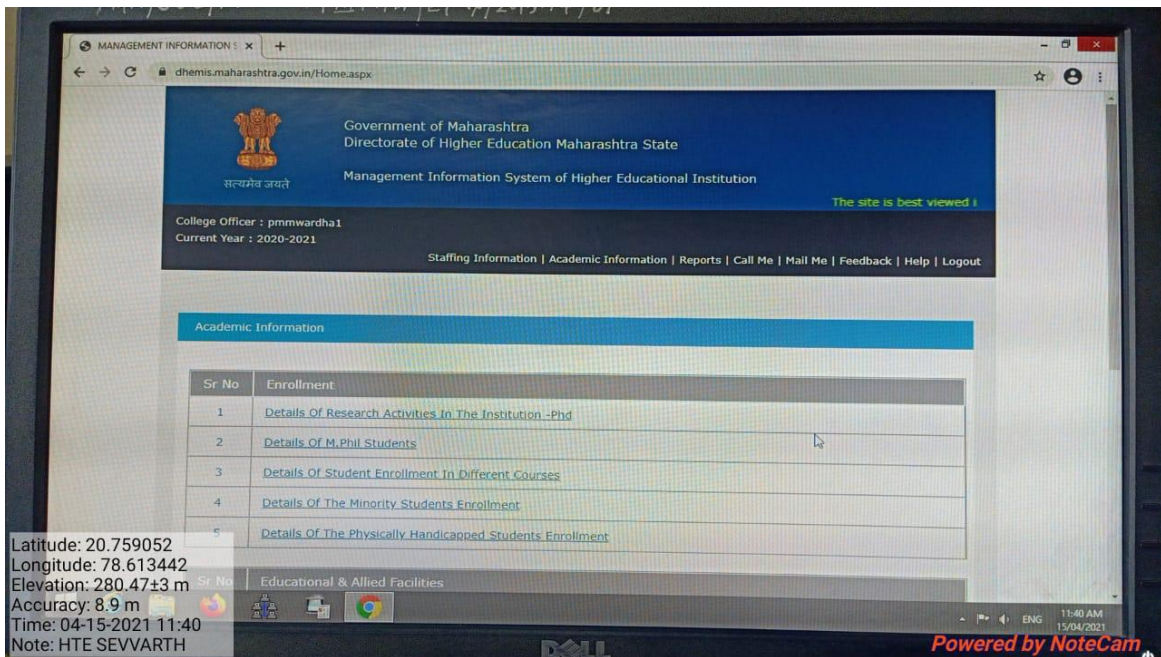 MANAGEMENT INFORMATION S
dhemis.maharashtra.gov.in/Home.aspx
Government of Maharashtra
Directorate of Higher Education Maharashtra State
सत्यमेव जयते
Management Information System of Higher Educational Institution
The site is best viewed i
College Officer : pmmwardha1
Current Year : 2020-2021
Staffing Information | Academic Information | Reports | Call Me | Mail Me | Feedback | Help | Logout
Academic Information
Sr No Enrollment
1 Details Of Research Activities In The Institution -Phd
2 Details Of M.Phil Students
3 Details Of Student Enrollment In Different Courses
4 Details Of The Minority Students Enrollment
5 Details Of The Physically Handicapped Students Enrollment
Sr No Educational & Allied Facilities
ENG
11:40 AM
15/04/2021
DELL
Latitude: 20.759052
Longitude: 78.613442
Elevation: 280.47±3 m
Accuracy: 8.9 m
Time: 04-15-2021 11:40
Note: HTE SEVVARTH
Powered by NoteCam